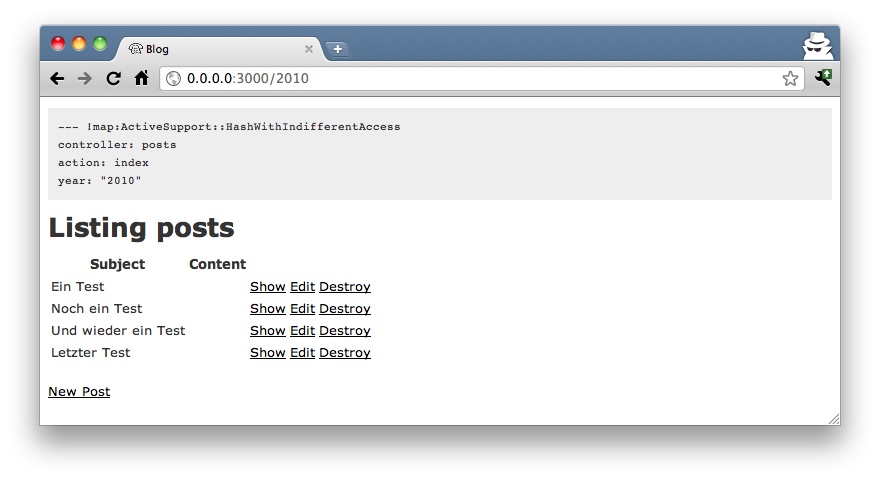 Blog
0.0.0.0:3000/2010
--- !map:ActiveSupport::HashWithIndifferentAccess
controller: posts
action: index
year: "2010"
Listing posts
Subject Content
Ein Test Show Edit Destroy
Noch ein Test Show Edit Destroy
Und wieder ein Test Show Edit Destroy
Letzter Test Show Edit Destroy
New Post